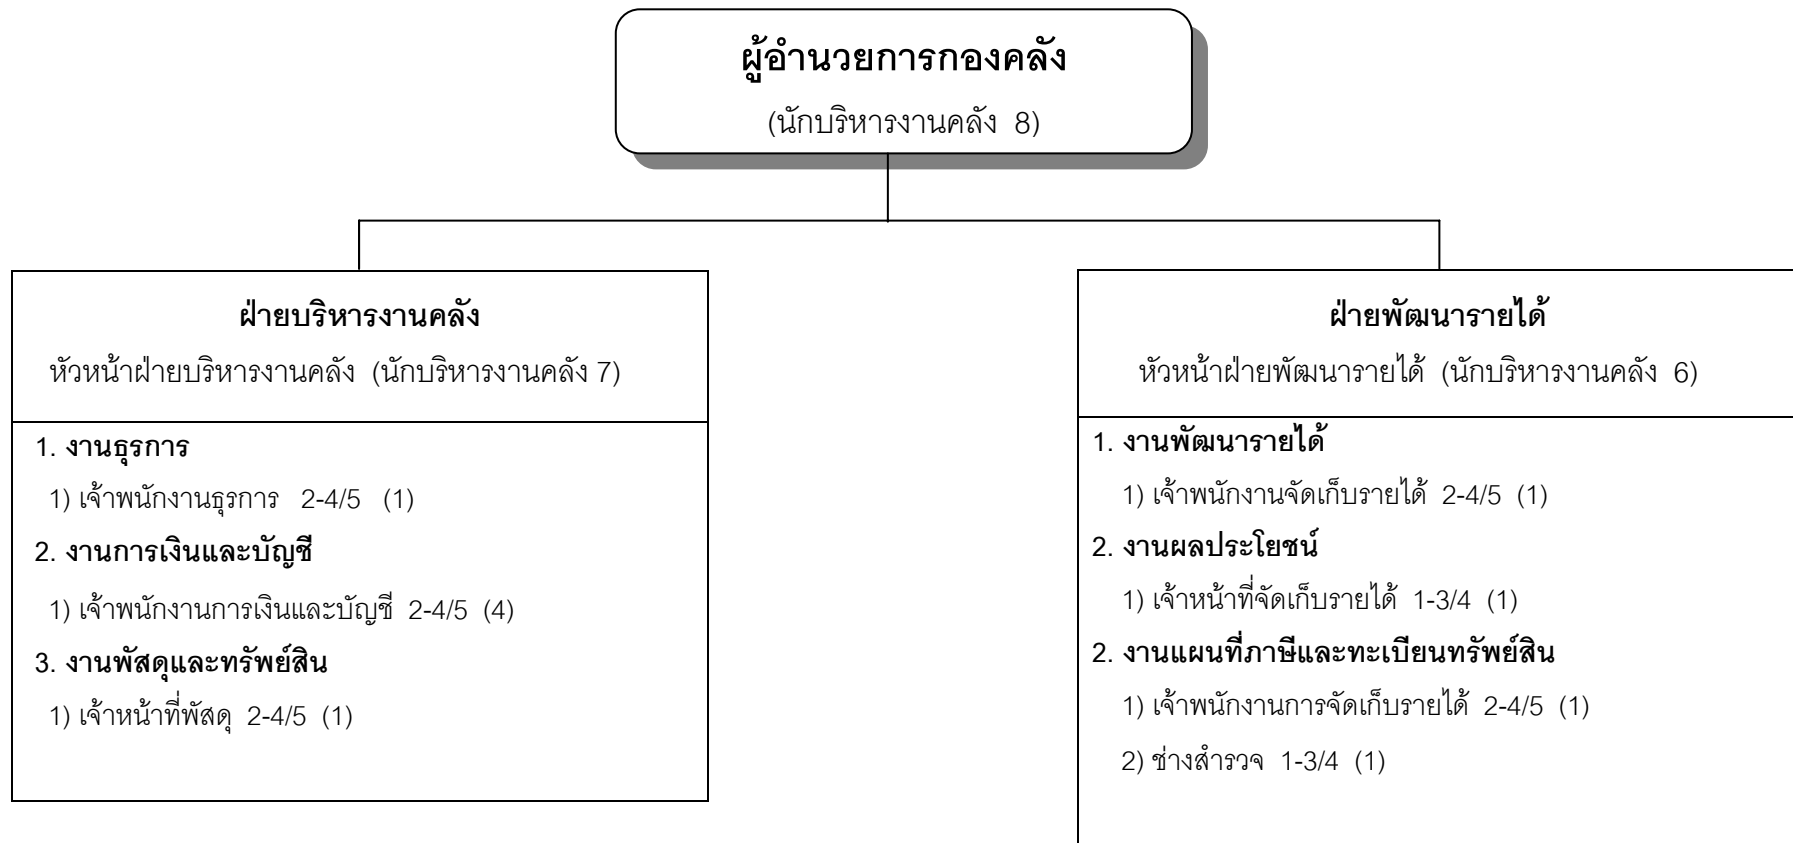 ผู้อำนวยการกองคลัง
(นักบริหารงานคลัง 8)
ฝ่ายบริหารงานคลัง
หัวหน้าฝ่ายบริหารงานคลัง (นักบริหารงานคลัง 7)
1. งานธุรการ
1) เจ้าพนักงานธุรการ 2-4/5 (1)
2. งานการเงินและบัญชี
1) เจ้าพนักงานการเงินและบัญชี 2-4/5 (4)
3. งานพัสดุและทรัพย์สิน
1) เจ้าหน้าที่พัสดุ 2-4/5 (1)
ฝ่ายพัฒนารายได้
หัวหน้าฝ่ายพัฒนารายได้ (นักบริหารงานคลัง 6)
1. งานพัฒนารายได้
1) เจ้าพนักงานจัดเก็บรายได้ 2-4/5 (1)
2. งานผลประโยชน์
1) เจ้าหน้าที่จัดเก็บรายได้ 1-3/4 (1)
2. งานแผนที่ภาษีและทะเบียนทรัพย์สิน
1) เจ้าพนักงานการจัดเก็บรายได้ 2-4/5 (1)
2) ช่างสำรวจ 1-3/4 (1)